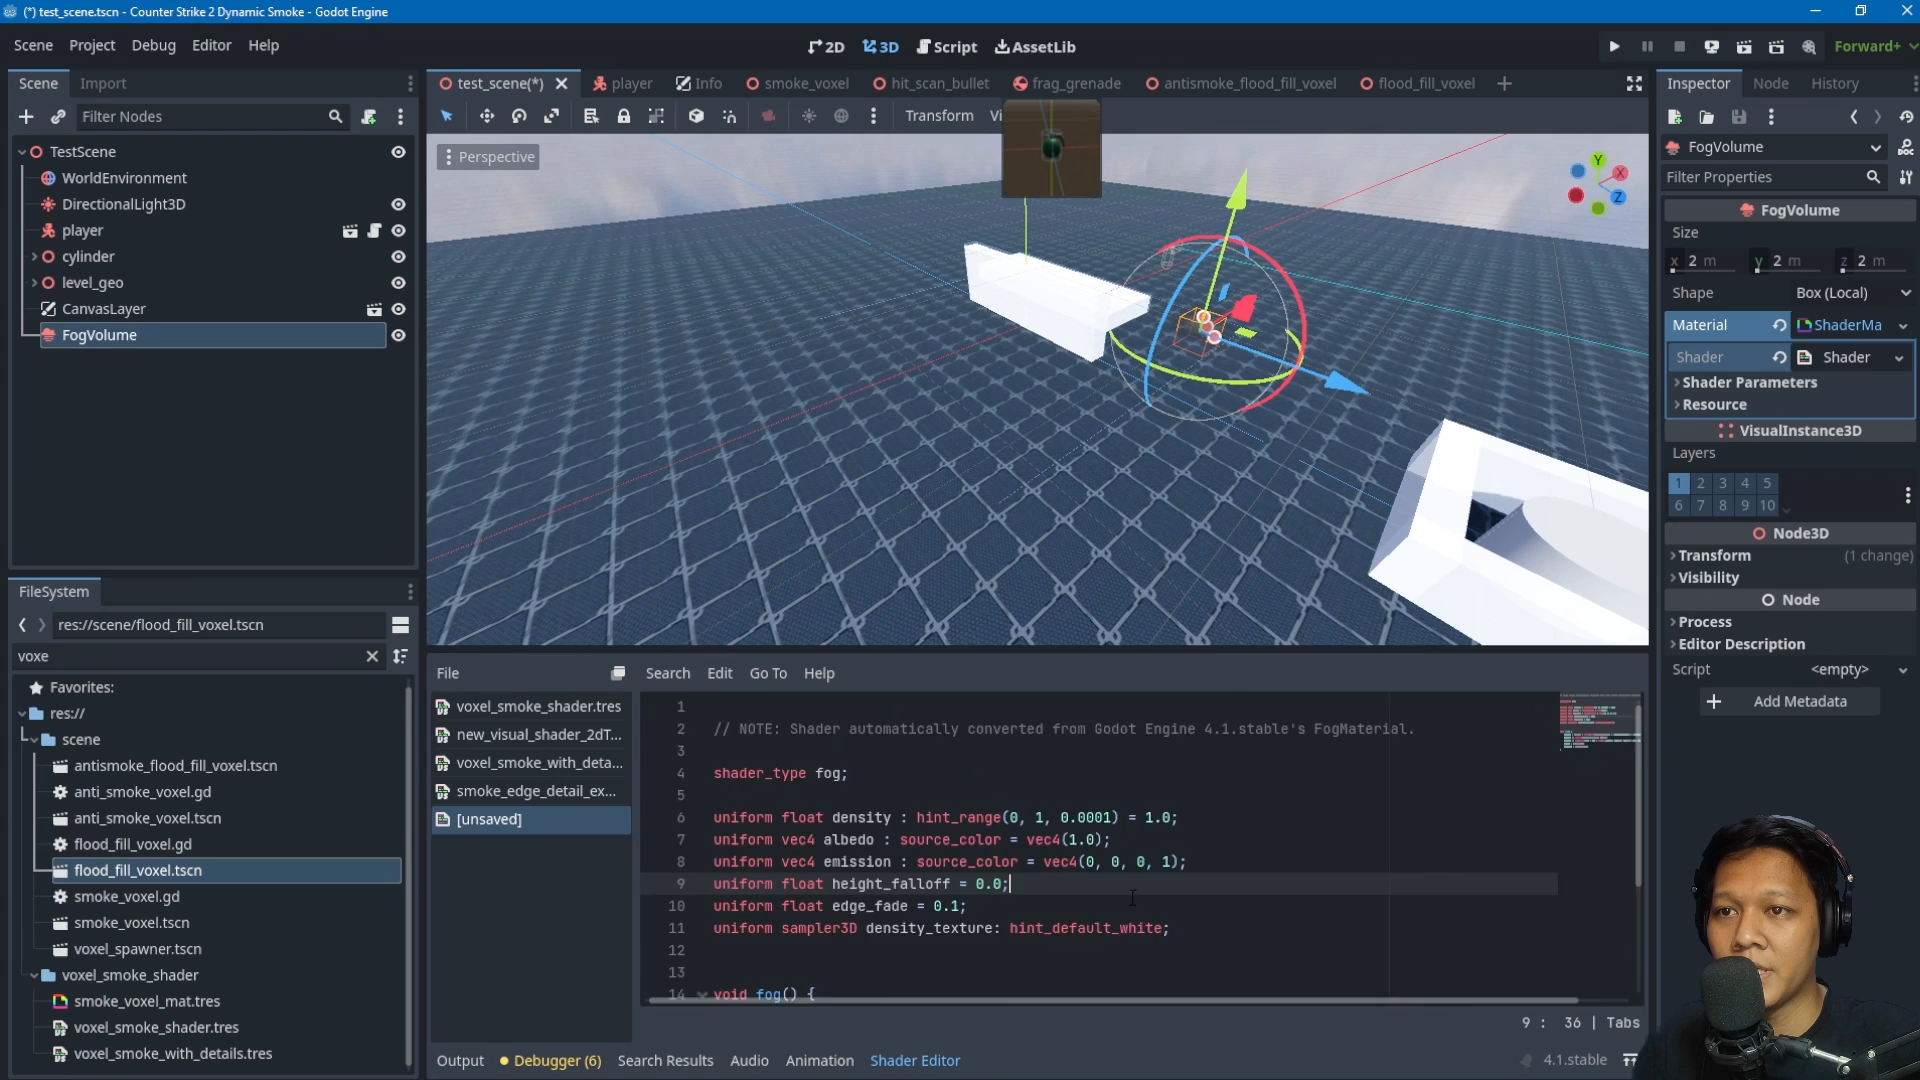 (*) test_scene.tscn - Counter Strike 2 Dynamic Smoke - Godot Engine
Scene Project Debug Editor Help
2D 3D Script AssetLib
Forward+
Scene Import
Filter Nodes
TestScene
WorldEnvironment
DirectionalLight3D
player
cylinder
level_geo
CanvasLayer
FogVolume
FileSystem
res://scene/flood_fill_voxel.tscn
voxe
Favorites:
res://
scene
antismoke_flood_fill_voxel.tscn
anti_smoke_voxel.gd
anti_smoke_voxel.tscn
flood_fill_voxel.gd
flood_fill_voxel.tscn
smoke_voxel.gd
smoke_voxel.tscn
voxel_spawner.tscn
voxel_smoke_shader
smoke_voxel_mat.tres
voxel_smoke_shader.tres
voxel_smoke_with_details.tres
test_scene(*) player Info smoke_voxel hit_scan_bullet frag_grenade antismoke_flood_fill_voxel flood_fill_voxel
Transform Vi
Perspective
Y
X
Z
File Search Edit Go To Help
voxel_smoke_shader.tres
new_visual_shader_2dT...
voxel_smoke_with_deta...
smoke_edge_detail_ex...
[unsaved]
1
2 // NOTE: Shader automatically converted from Godot Engine 4.1.stable's FogMaterial.
3
4 shader_type fog;
5
6 uniform float density : hint_range(0, 1, 0.0001) = 1.0;
7 uniform vec4 albedo : source_color = vec4(1.0);
8 uniform vec4 emission : source_color = vec4(0, 0, 0, 1);
9 uniform float height_falloff = 0.0;
10 uniform float edge_fade = 0.1;
11 uniform sampler3D density_texture: hint_default_white;
12
13
14 void fog() {
9 : 36 | Tabs
Output Debugger (6) Search Results Audio Animation Shader Editor
4.1.stable
Inspector Node History
FogVolume
Filter Properties
FogVolume
Size
x 2 m y 2 m z 2 m
Shape Box (Local)
Material ShaderMa
Shader Shader
Shader Parameters
Resource
VisualInstance3D
Layers
1 2 3 4 5
6 7 8 9 10
Node3D
Transform (1 change)
Visibility
Node
Process
Editor Description
Script <empty>
Add Metadata